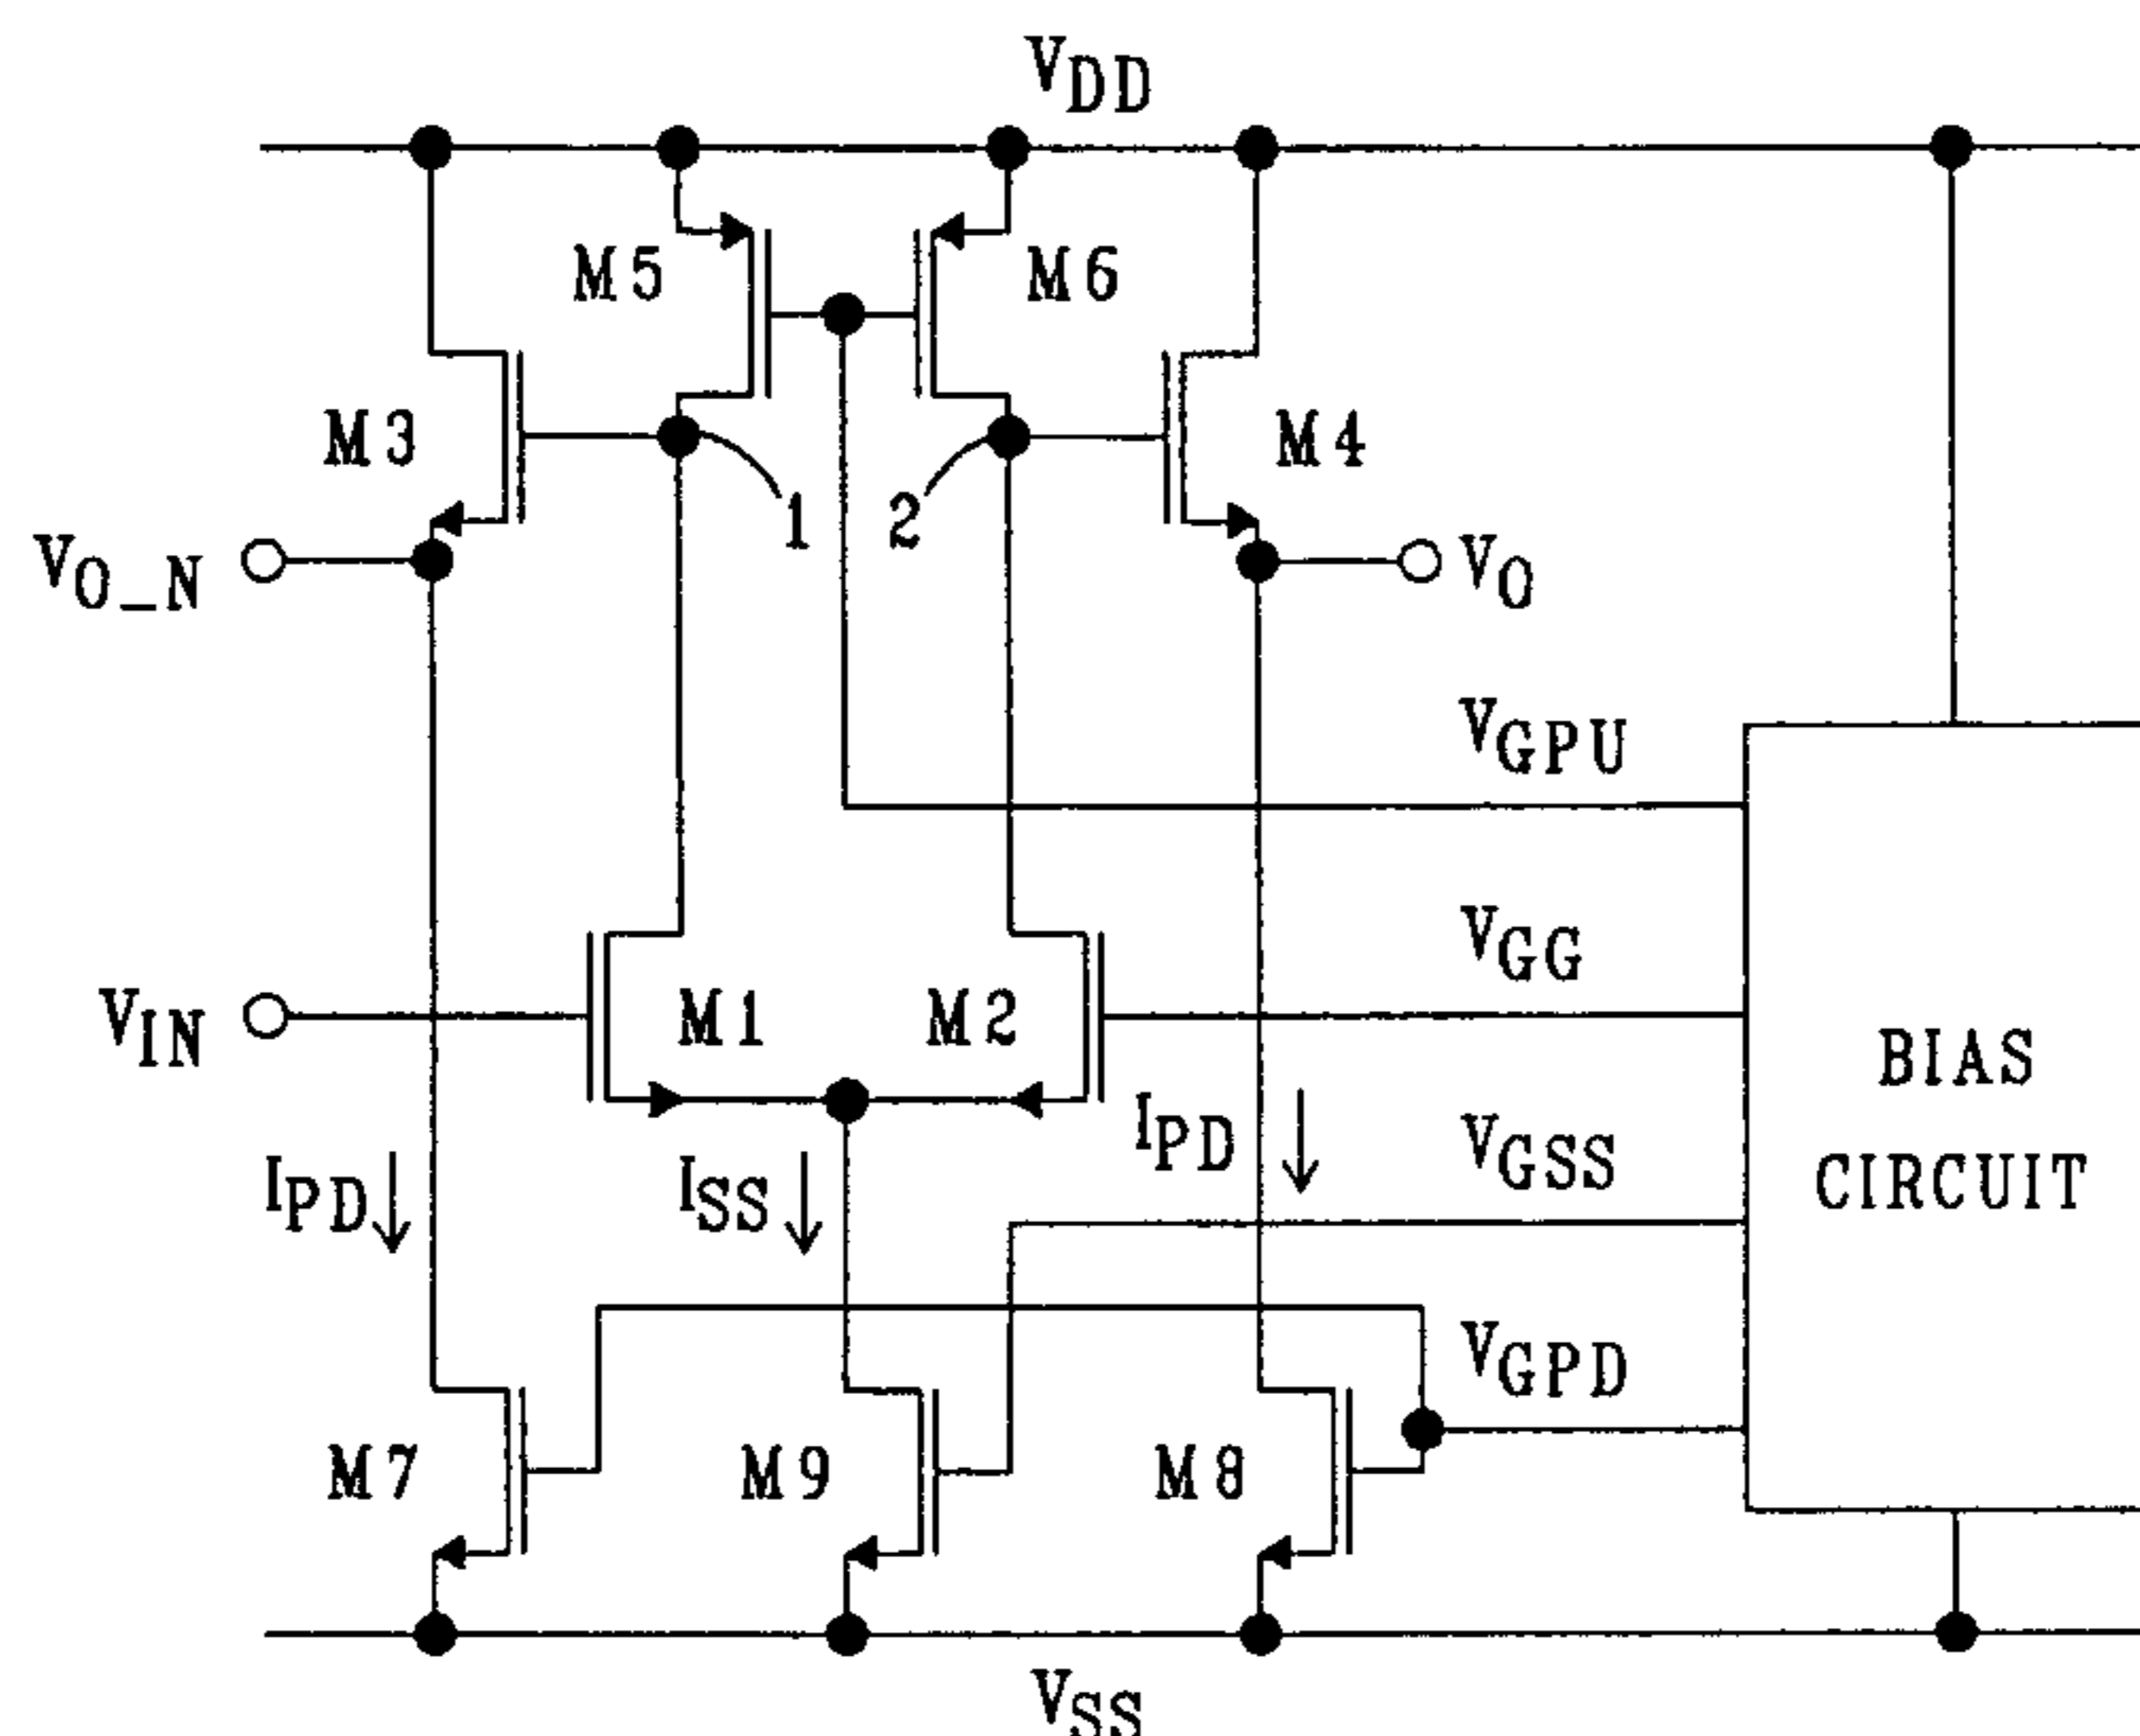 VDD
M5
M6
M3
M4
1
2
VO_N
VO
VGPU
VGG
VIN
M1
M2
BIAS
CIRCUIT
IPD
ISS
IPD
VGSS
VGPD
M7
M9
M8
VSS